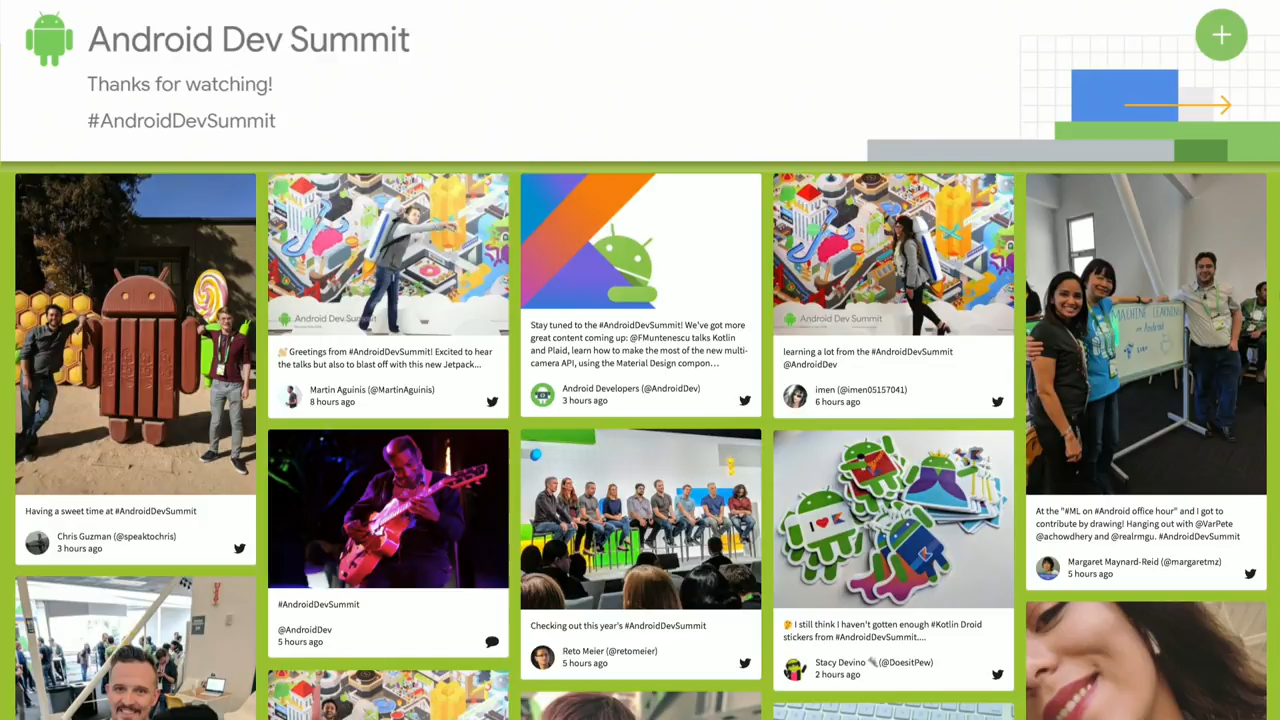 Android Dev Summit
Thanks for watching!
#AndroidDevSummit
Having a sweet time at #AndroidDevSummit
Chris Guzman (@speaktochris)
3 hours ago
Android Dev Summit
👋 Greetings from #AndroidDevSummit! Excited to hear
the talks but also to blast off with this new Jetpack...
Martin Aguinis (@MartinAguinis)
8 hours ago
#AndroidDevSummit
@AndroidDev
5 hours ago
Stay tuned to the #AndroidDevSummit! We've got more
great content coming up: @FMuntenescu talks Kotlin
and Plaid, learn how to make the most of the new multi-
camera API, using the Material Design compon...
Android Developers (@AndroidDev)
3 hours ago
Checking out this year's #AndroidDevSummit
Reto Meier (@retomeier)
5 hours ago
Android Dev Summit
learning a lot from the #AndroidDevSummit
@AndroidDev
imen (@imen05157041)
6 hours ago
I
🤔 I still think I haven't gotten enough #Kotlin Droid
stickers from #AndroidDevSummit....
Stacy Devino (@DoesitPew)
2 hours ago
MACHINE LEARNING
on Android
At the "#ML on #Android office hour" and I got to
contribute by drawing! Hanging out with @VarPete
@achowdhery and @realrmgu. #AndroidDevSummit
Margaret Maynard-Reid (@margaretmz)
5 hours ago